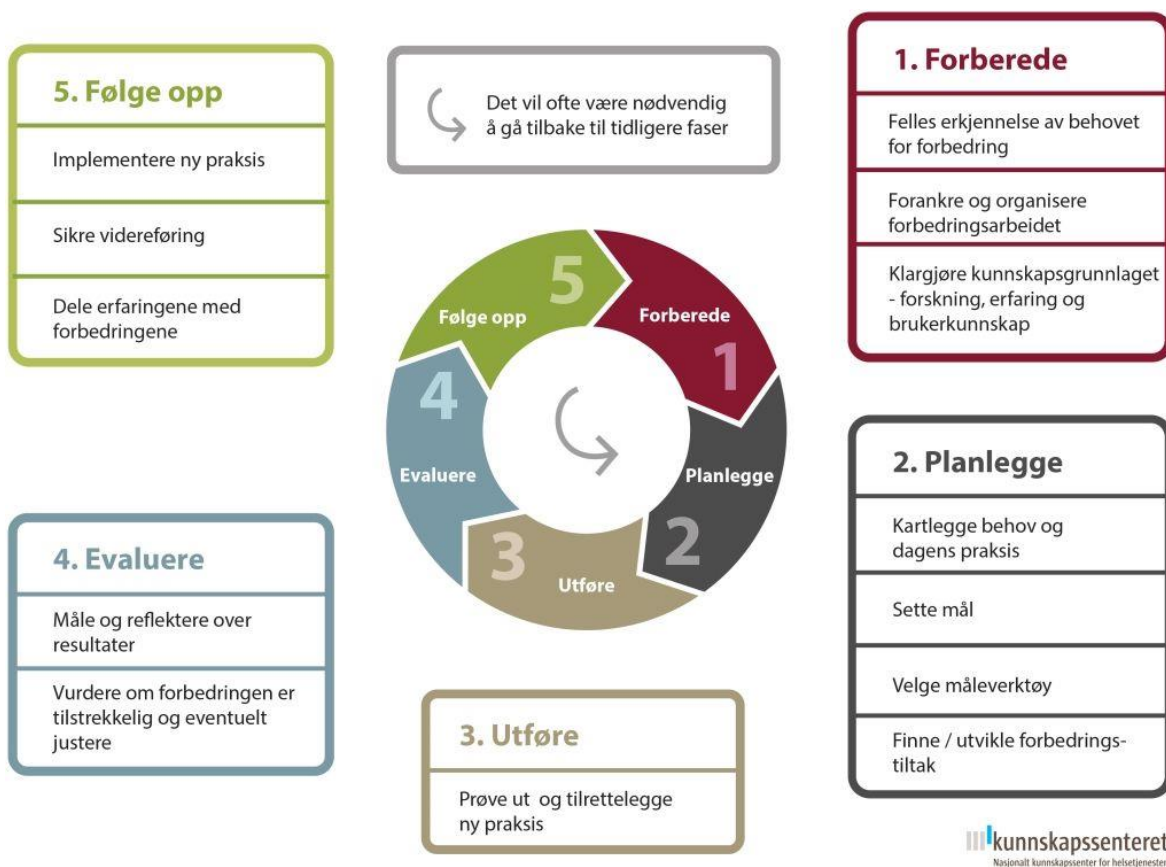 5. Følge opp
Implementere ny praksis
Sikre videreføring
Dele erfaringene med
forbedringene
Det vil ofte være nødvendig
å gå tilbake til tidligere faser
1. Forberede
Felles erkjennelse av behovet
for forbedring
Forankre og organisere
forbedringsarbeidet
Klargjøre kunnskapsgrunnlaget
- forskning, erfaring og
brukerkunnskap
5
Følge opp
Forberede
1
4
Evaluere
Planlegge
2
3
Utføre
4. Evaluere
Måle og reflektere over
resultater
Vurdere om forbedringen er
tilstrekkelig og eventuelt
justere
3. Utføre
Prøve ut og tilrettelegge
ny praksis
2. Planlegge
Kartlegge behov og
dagens praksis
Sette mål
Velge måleverktøy
Finne / utvikle forbedrings-
tiltak
kunnskapssenteret
Nasjonalt kunnskapssenter for helsetjenesten